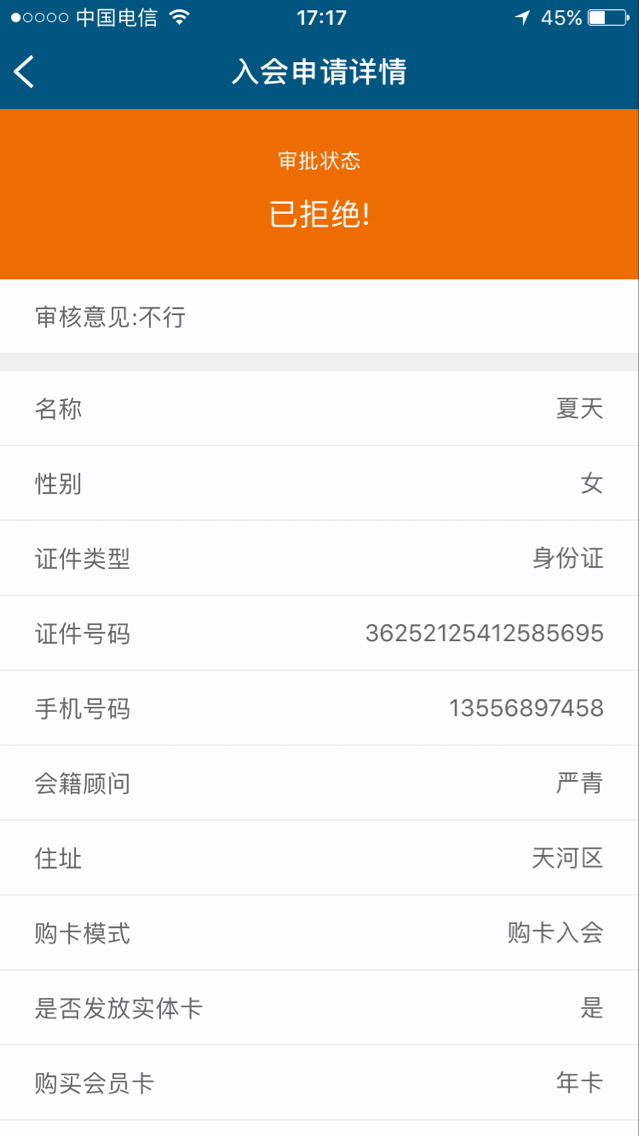 中国电信 17:17 45%
入会申请详情
审批状态
已拒绝!
审核意见:不行
名称 夏天
性别 女
证件类型 身份证
证件号码 36252125412585695
手机号码 13556897458
会籍顾问 严青
住址 天河区
购卡模式 购卡入会
是否发放实体卡 是
购买会员卡 年卡